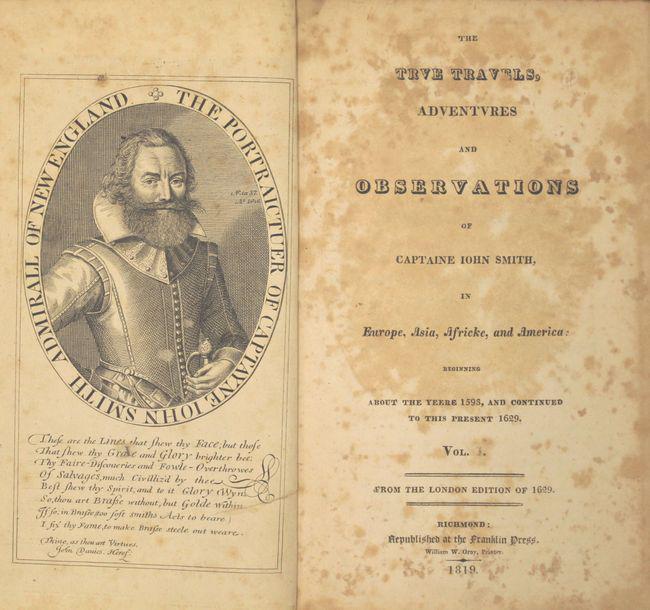 THE PORTRAICTUER OF CAPTAYNE IOHN SMITH ADMIRALL OF NEW ENGLAND
Æta 37
Aº 1616
These are the Lines that shew thy Face; but those
That shew thy Grace and Glory, brighter bee:
Thy Faire-Discoueries and Fowle-Overthrowes
Of Salvages, much Civilliz'd by thee
Best shew thy Spirit, and to it Glory Wyn;
So, thou art Brasse without, but Golde within
If so, in Brasse, too soft smiths Acts to beare)
I fix thy Fame, to make Brasse steele out weare.
Thine, as thou art Virtues,
John Davies. Heref:
THE
TRVE TRAVELS,
ADVENTVRES
AND
OBSERVATIONS
OF
CAPTAINE IOHN SMITH,
IN
Europe, Asia, Africke, and America:
BEGINNING
ABOUT THE YEERE 1593, AND CONTINUED
TO THIS PRESENT 1629.
VOL. I.
FROM THE LONDON EDITION OF 1629.
RICHMOND:
Republished at the Franklin Press.
William W. Gray, Printer.
1819.